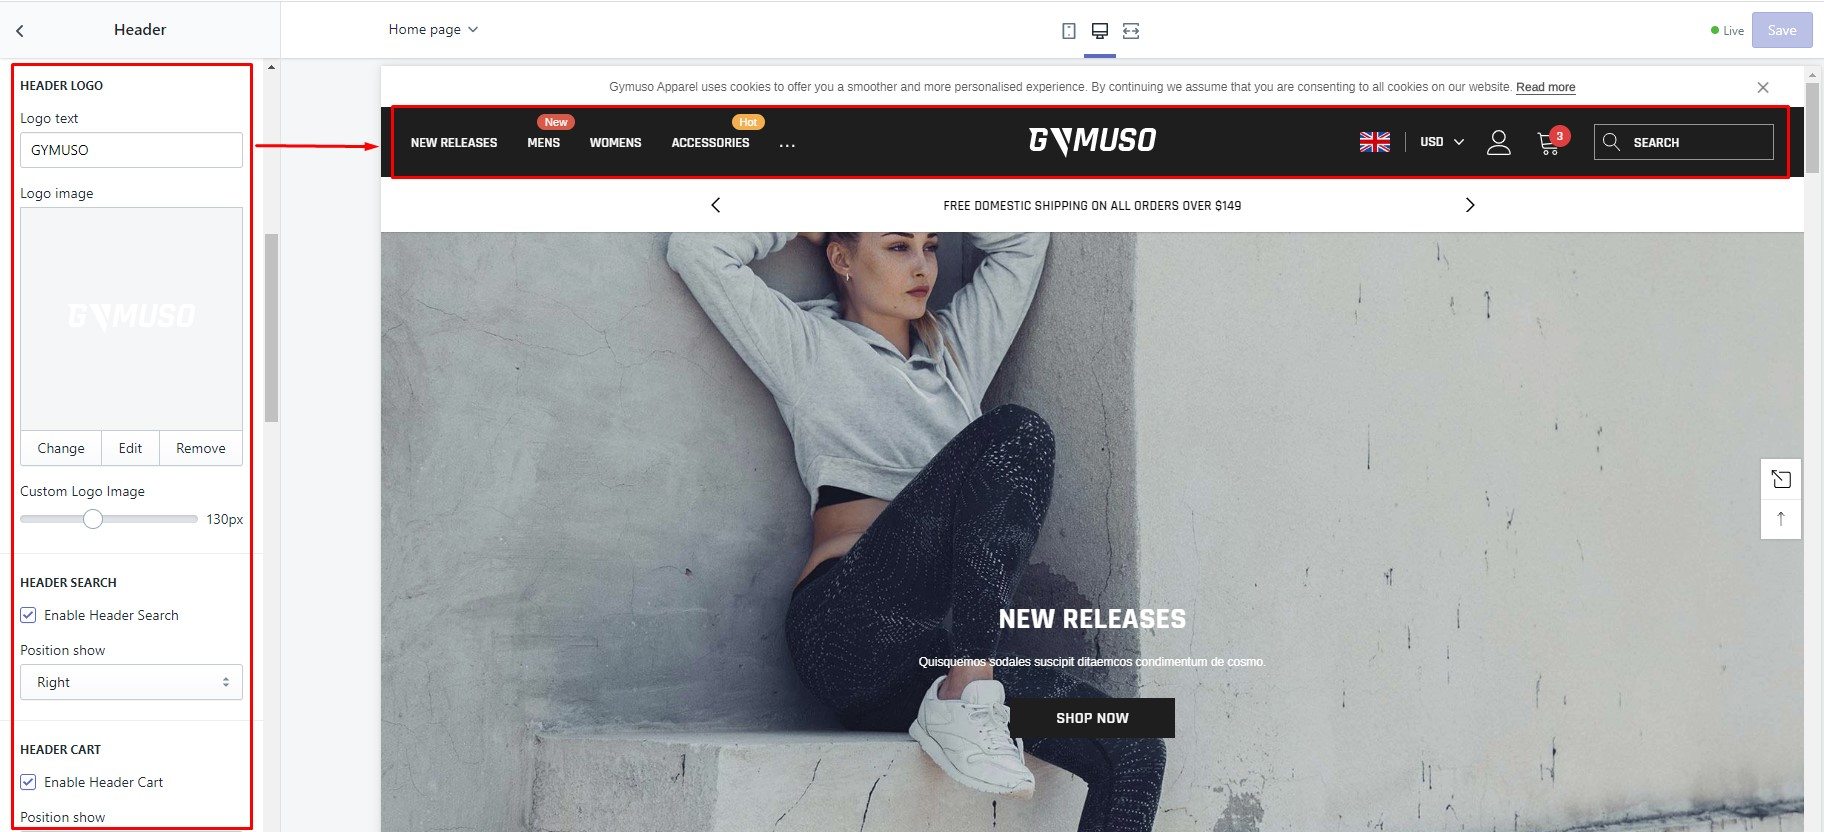 Header
Home page
Live
Save
HEADER LOGO
Logo text
GYMUSO
Logo image
GYMUSO
Change
Edit
Remove
Custom Logo Image
130px
HEADER SEARCH
Enable Header Search
Position show
Right
HEADER CART
Enable Header Cart
Position show
Gymuso Apparel uses cookies to offer you a smoother and more personalised experience. By continuing we assume that you are consenting to all cookies on our website. Read more
New
Hot
NEW RELEASES
MENS
WOMENS
ACCESSORIES
...
GYMUSO
USD
3
SEARCH
FREE DOMESTIC SHIPPING ON ALL ORDERS OVER $149
NEW RELEASES
Quisquemos sodales suscipit ditaemcos condimentum de cosmo.
SHOP NOW